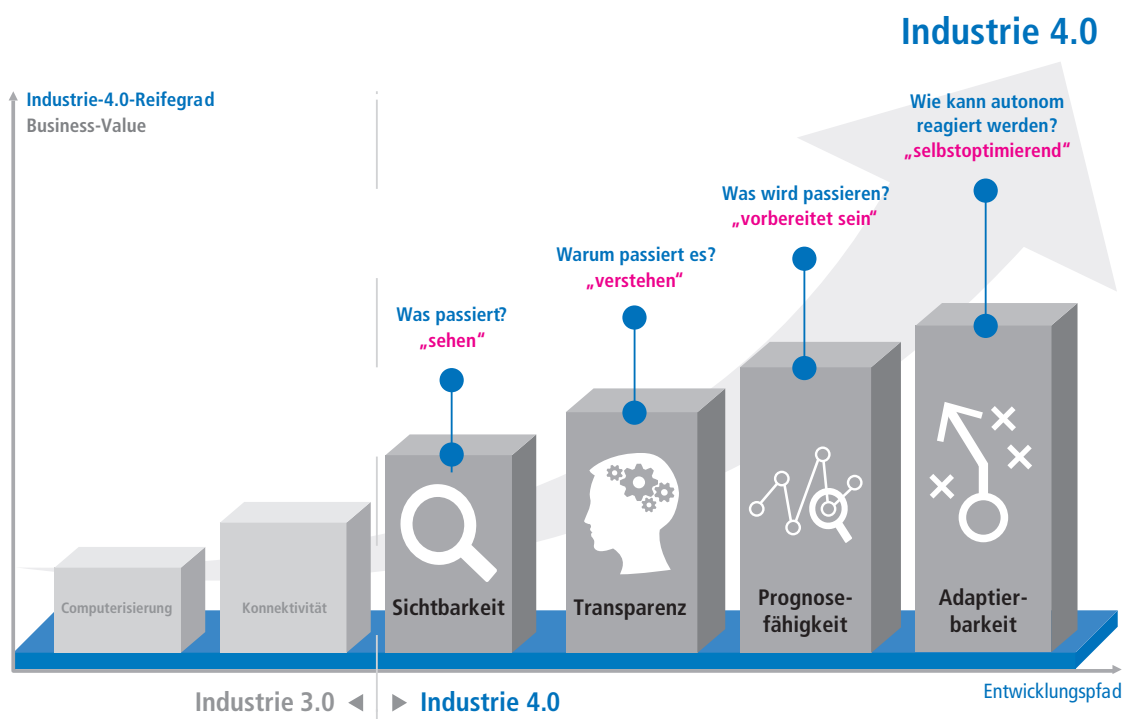 Industrie 4.0
Industrie-4.0-Reifegrad
Business-Value
Wie kann autonom
reagiert werden?
„selbstoptimierend“
Was wird passieren?
„vorbereitet sein“
Warum passiert es?
„verstehen“
Was passiert?
„sehen“
Computerisierung
Konnektivität
Sichtbarkeit
Transparenz
Prognose-
fähigkeit
Adaptier-
barkeit
Industrie 3.0
Industrie 4.0
Entwicklungspfad